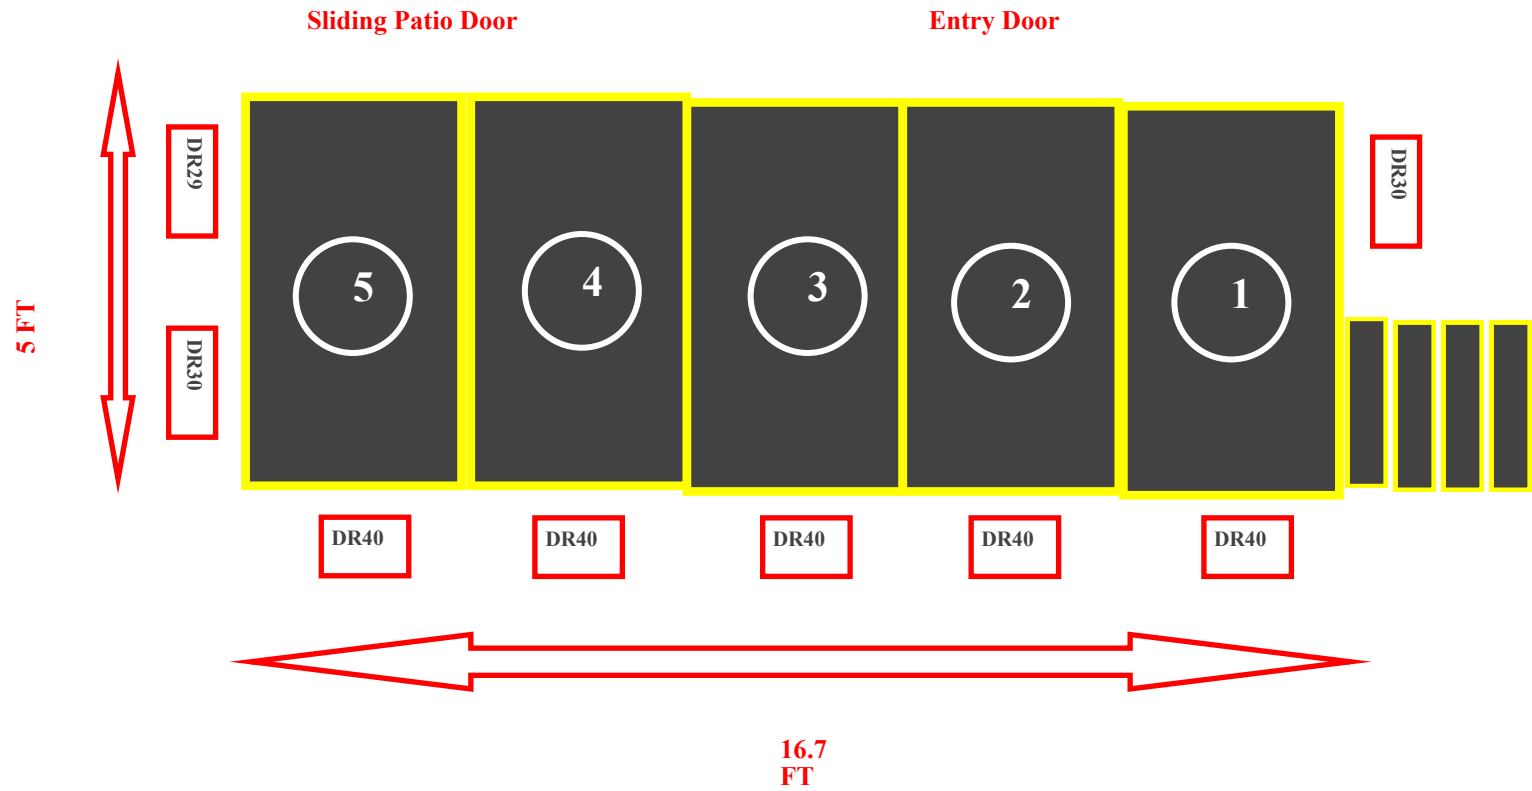 Sliding Patio Door
Entry Door
DR29
DR30
5 FT
5
4
3
2
1
DR30
DR40
DR40
DR40
DR40
DR40
16.7
FT